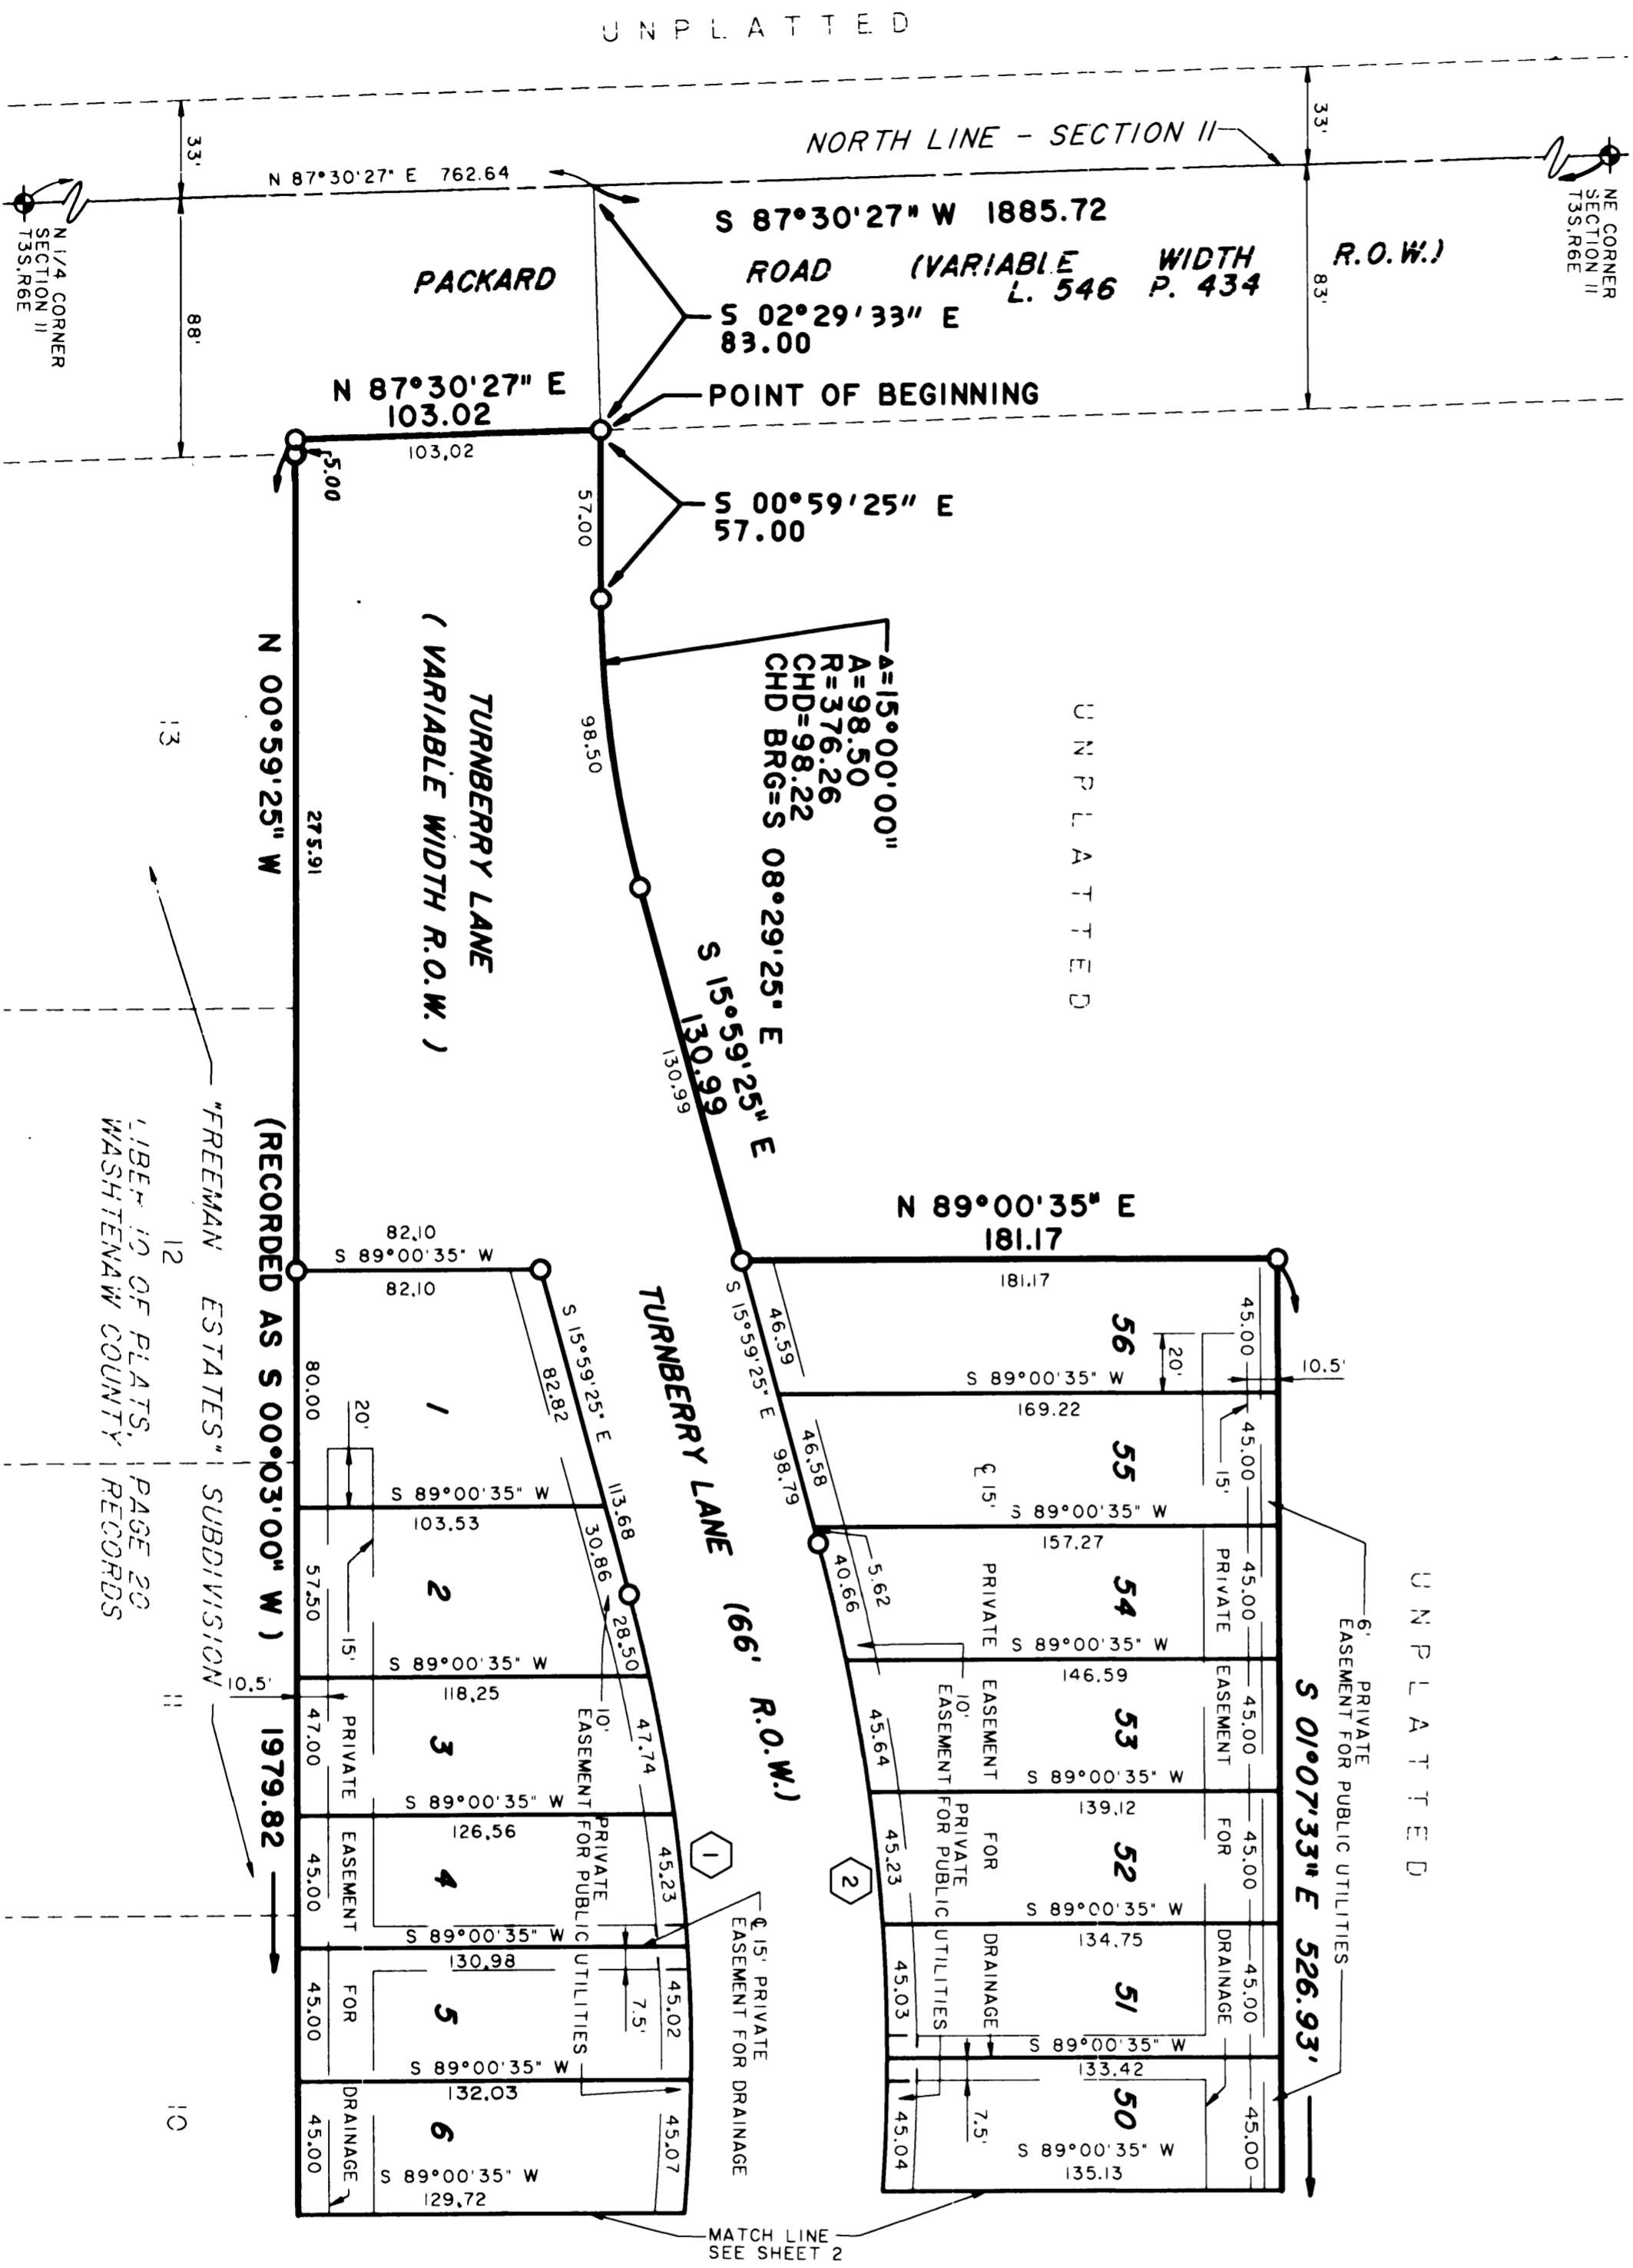 UNPLATTED
33'
33'
NORTH LINE - SECTION 11
N 87°30'27" E 762.64
S 87°30'27" W 1885.72
N 1/4 CORNER
SECTION 11
T3S,R6E
NE CORNER
SECTION 11
T3S,R6E
PACKARD ROAD (VARIABLE WIDTH R.O.W.)
L. 546 P. 434
88'
83'
S 02°29'33" E
83.00
N 87°30'27" E
103.02
103.02
POINT OF BEGINNING
5.00
57.00
S 00°59'25" E
57.00
Δ=15°00'00"
A=98.50
R=376.26
CHD=98.22
CHD BRG=S 08°29'25" E
98.50
UNPLATTED
TURNBERRY LANE
( VARIABLE WIDTH R.O.W. )
N 00°59'25" W
275.91
13
S 15°59'25" E
130.99
130.99
N 89°00'35" E
181.17
181.17
82.10
S 89°00'35" W
82.10
(RECORDED AS S 00°03'00" W )
1979.82
"FREEMAN ESTATES" SUBDIVISION
LIBER 10 OF PLATS, PAGE 20
WASHTENAW COUNTY RECORDS
12
11
10
TURNBERRY LANE (66' R.O.W.)
S 15°59'25" E
113.68
82.82
1
80.00
20'
S 89°00'35" W
103.53
30.86
28.50
2
57.50
15'
S 89°00'35" W
118.25
10.5'
47.74
3
47.00
S 89°00'35" W
126.56
45.23
4
45.00
S 89°00'35" W
130.98
45.02
7.5'
5
45.00
S 89°00'35" W
132.03
45.07
6
45.00
S 89°00'35" W
129.72
PRIVATE EASEMENT FOR DRAINAGE
10'
PRIVATE
EASEMENT FOR PUBLIC UTILITIES
1
℄ 15' PRIVATE
EASEMENT FOR DRAINAGE
S 15°59'25" E
98.79
46.59
56
45.00
20'
10.5'
S 89°00'35" W
169.22
46.58
55
45.00
15'
S 89°00'35" W
157.27
5.62
40.66
54
45.00
S 89°00'35" W
146.59
45.64
53
45.00
S 89°00'35" W
139.12
45.23
52
45.00
S 89°00'35" W
134.75
45.03
51
45.00
S 89°00'35" W
133.42
7.5'
45.04
50
45.00
S 89°00'35" W
135.13
℄ 15' PRIVATE EASEMENT FOR DRAINAGE
PRIVATE EASEMENT FOR DRAINAGE
10'
PRIVATE
EASEMENT FOR PUBLIC UTILITIES
2
6'
PRIVATE
EASEMENT FOR PUBLIC UTILITIES
S 01°07'33" E 526.93'
UNPLATTED
MATCH LINE
SEE SHEET 2